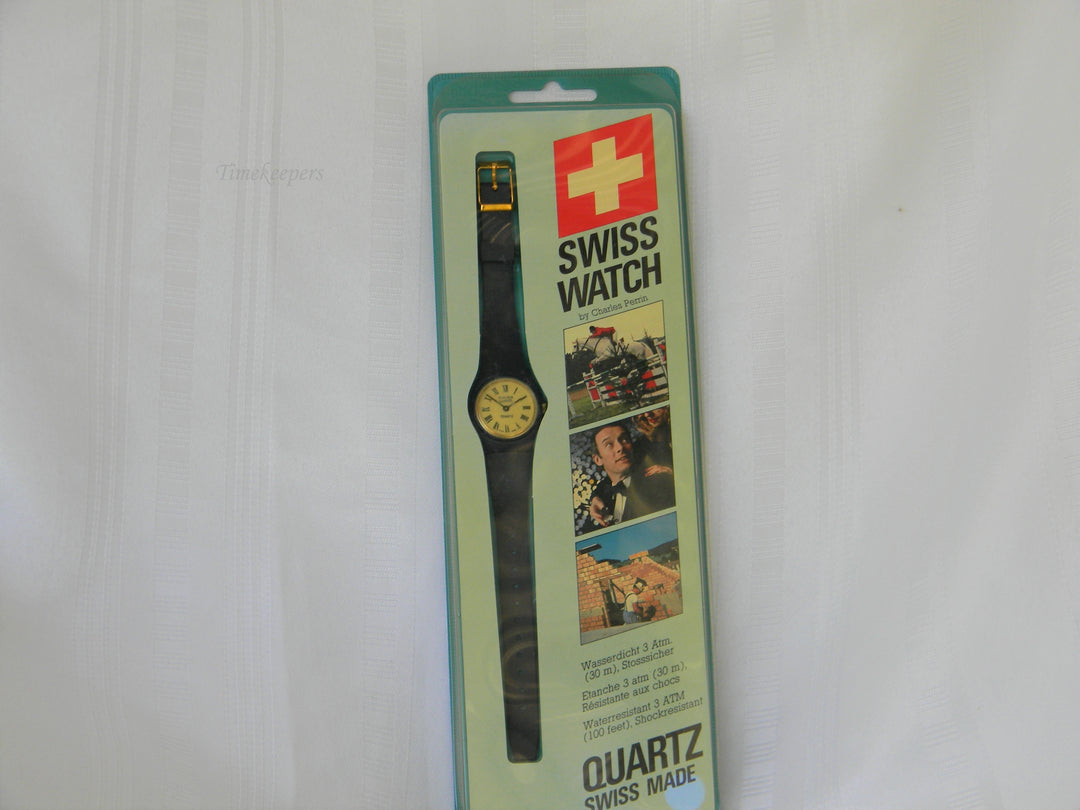 Timekeepers
SWISS
WATCH
by Charles Perrin
Wasserdicht 3 Atm.
(30 m), Stosssicher
Etanche 3 atm (30 m),
Résistante aux chocs
Waterresistant 3 ATM
(100 feet), Shockresistant
QUARTZ
SWISS MADE